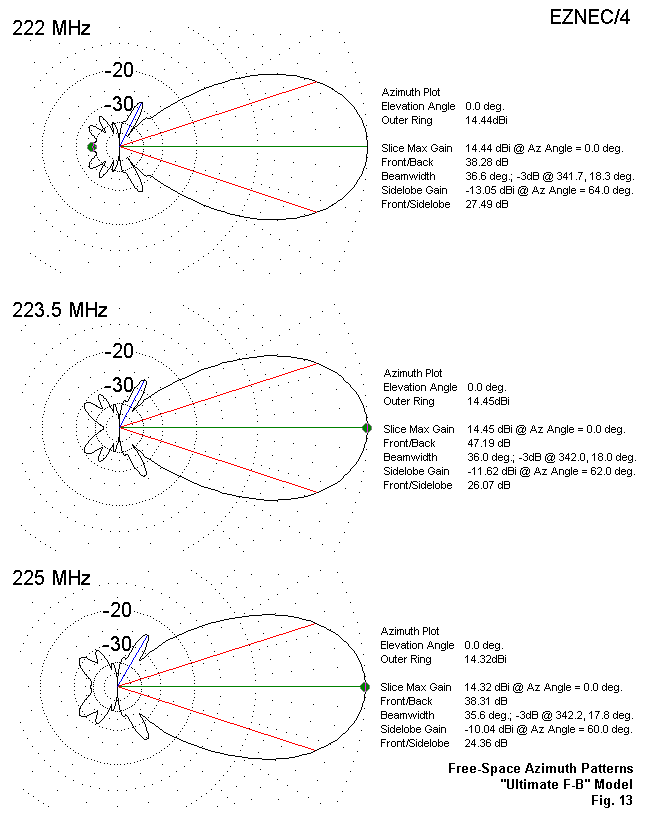 EZNEC/4
222 MHz
-20
-30
Azimuth Plot
Elevation Angle 0.0 deg.
Outer Ring 14.44dBi
Slice Max Gain 14.44 dBi @ Az Angle = 0.0 deg.
Front/Back 38.28 dB
Beamwidth 36.6 deg.; -3dB @ 341.7, 18.3 deg.
Sidelobe Gain -13.05 dBi @ Az Angle = 64.0 deg.
Front/Sidelobe 27.49 dB
223.5 MHz
-20
-30
Azimuth Plot
Elevation Angle 0.0 deg.
Outer Ring 14.45dBi
Slice Max Gain 14.45 dBi @ Az Angle = 0.0 deg.
Front/Back 47.19 dB
Beamwidth 36.0 deg.; -3dB @ 342.0, 18.0 deg.
Sidelobe Gain -11.62 dBi @ Az Angle = 62.0 deg.
Front/Sidelobe 26.07 dB
225 MHz
-20
-30
Azimuth Plot
Elevation Angle 0.0 deg.
Outer Ring 14.32dBi
Slice Max Gain 14.32 dBi @ Az Angle = 0.0 deg.
Front/Back 38.31 dB
Beamwidth 35.6 deg.; -3dB @ 342.2, 17.8 deg.
Sidelobe Gain -10.04 dBi @ Az Angle = 60.0 deg.
Front/Sidelobe 24.36 dB
Free-Space Azimuth Patterns
"Ultimate F-B" Model
Fig. 13